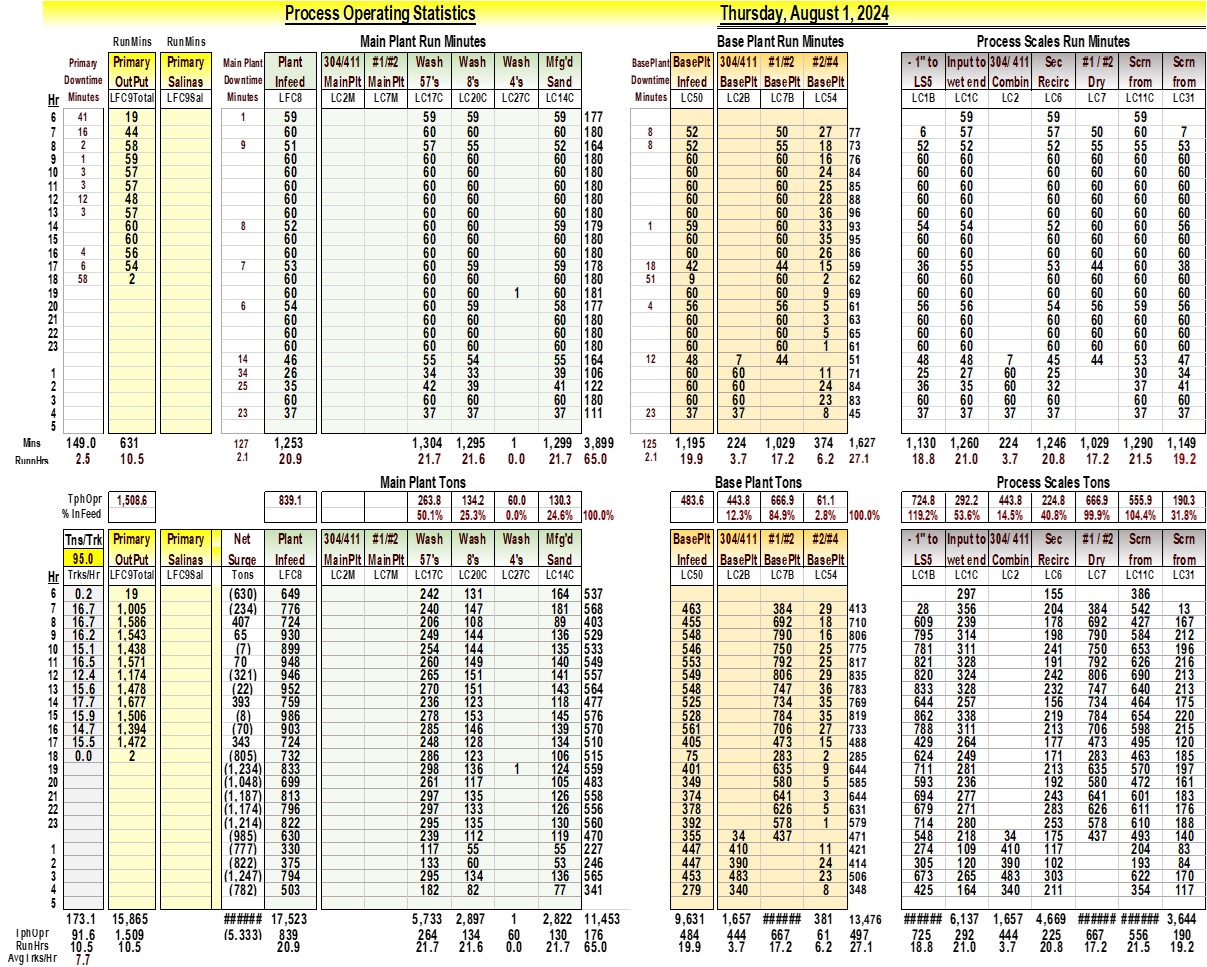 Process Operating Statistics Thursday, August 1, 2024
RunMins RunMins Main Plant Run Minutes Base Plant Run Minutes Process Scales Run Minutes
Primary Primary Primary Main Plant Plant 304/411 #1/#2 Wash Wash Wash Mfg'd BasePlant BasePlt 304/411 #1/#2 #2/#4 - 1" to Input to 304/ 411 Sec #1 / #2 Scrn Scrn
Downtime OutPut Salinas Downtime Infeed MainPlt MainPlt 57's 8's 4's Sand Downtime Infeed BasePlt BasePlt BasePlt LS5 wet end Combin Recirc Dry from from
Hr Minutes LFC9Total LFC9Sal Minutes LFC8 LC2M LC7M LC17C LC20C LC27C LC14C Minutes LC50 LC2B LC7B LC54 LC1B LC1C LC2 LC6 LC7 LC11C LC31
6 41 19 1 59 59 59 59 177 59 59 59
7 16 44 60 60 60 60 180 8 52 50 27 77 6 57 57 50 60 7
8 2 58 9 51 57 55 52 164 8 52 55 18 73 52 52 52 55 55 53
9 1 59 60 60 60 60 180 60 60 16 76 60 60 60 60 60 60
10 3 57 60 60 60 60 180 60 60 24 84 60 60 60 60 60 60
11 3 57 60 60 60 60 180 60 60 25 85 60 60 60 60 60 60
12 12 48 60 60 60 60 180 60 60 28 88 60 60 60 60 60 60
13 3 57 60 60 60 60 180 60 60 36 96 60 60 60 60 60 60
14 60 8 52 60 60 60 179 1 59 60 33 93 54 54 52 60 60 56
15 60 60 60 60 60 180 60 60 35 95 60 60 60 60 60 60
16 4 56 60 60 60 60 180 60 60 26 86 60 60 60 60 60 60
17 6 54 7 53 60 59 59 178 18 42 44 15 59 36 55 53 44 60 38
18 58 2 60 60 60 60 180 51 9 60 2 62 60 60 60 60 60 60
19 60 60 60 1 60 181 60 60 9 69 60 60 60 60 60 60
20 6 54 60 59 58 177 4 56 56 5 61 56 56 54 56 59 56
21 60 60 60 60 180 60 60 3 63 60 60 60 60 60 60
22 60 60 60 60 180 60 60 5 65 60 60 60 60 60 60
23 60 60 60 60 180 60 60 1 61 60 60 60 60 60 60
14 46 55 54 55 164 12 48 7 44 51 48 48 7 45 44 53 47
1 34 26 34 33 39 106 60 60 11 71 25 27 60 25 30 34
2 25 35 42 39 41 122 60 60 24 84 36 35 60 32 37 41
3 60 60 60 60 180 60 60 23 83 60 60 60 60 60 60
4 23 37 37 37 37 111 23 37 37 8 45 37 37 37 37 37 37
5
Mins 149.0 631 127 1,253 1,304 1,295 1 1,299 3,899 125 1,195 224 1,029 374 1,627 1,130 1,260 224 1,246 1,029 1,290 1,149
RunnHrs 2.5 10.5 2.1 20.9 21.7 21.6 0.0 21.7 65.0 2.1 19.9 3.7 17.2 6.2 27.1 18.8 21.0 3.7 20.8 17.2 21.5 19.2
Main Plant Tons Base Plant Tons Process Scales Tons
TphOpr 1,508.6 839.1 263.8 134.2 60.0 130.3 483.6 443.8 666.9 61.1 724.8 292.2 443.8 224.8 666.9 555.9 190.3
% InFeed 50.1% 25.3% 0.0% 24.6% 100.0% 12.3% 84.9% 2.8% 100.0% 119.2% 53.6% 14.5% 40.8% 99.9% 104.4% 31.8%
Tns/Trk Primary Primary Net Plant 304/411 #1/#2 Wash Wash Wash Mfg'd BasePlt 304/411 #1/#2 #2/#4 - 1" to Input to 304/ 411 Sec #1 / #2 Scrn Scrn
95.0 OutPut Salinas Surge Infeed MainPlt MainPlt 57's 8's 4's Sand Infeed BasePlt BasePlt BasePlt LS5 wet end Combin Recirc Dry from from
Hr Trks/Hr LFC9Total LFC9Sal Tons LFC8 LC2M LC7M LC17C LC20C LC27C LC14C LC50 LC2B LC7B LC54 LC1B LC1C LC2 LC6 LC7 LC11C LC31
6 0.2 19 (630) 649 242 131 164 537 297 155 386
7 16.7 1,005 (234) 776 240 147 181 568 463 384 29 413 28 356 204 384 542 13
8 16.7 1,586 407 724 206 108 89 403 455 692 18 710 609 239 178 692 427 167
9 16.2 1,543 65 930 249 144 136 529 548 790 16 806 795 314 198 790 584 212
10 15.1 1,438 (7) 899 254 144 135 533 546 750 25 775 781 311 241 750 653 196
11 16.5 1,571 70 948 260 149 140 549 553 792 25 817 821 328 191 792 626 216
12 12.4 1,174 (321) 946 265 151 141 557 549 806 29 835 820 324 242 806 690 213
13 15.6 1,478 (22) 952 270 151 143 564 548 747 36 783 833 328 232 747 640 213
14 17.7 1,677 393 759 236 123 118 477 525 734 35 769 644 257 156 734 464 175
15 15.9 1,506 (8) 986 278 153 145 576 528 784 35 819 862 338 219 784 654 220
16 14.7 1,394 (70) 903 285 146 139 570 561 706 27 733 788 311 213 706 598 215
17 15.5 1,472 343 724 248 128 134 510 405 473 15 488 429 264 177 473 495 120
18 0.0 2 (805) 732 286 123 106 515 75 283 2 285 624 249 171 283 463 185
19 (1,234) 833 298 136 1 124 559 401 635 9 644 711 281 213 635 570 197
20 (1,048) 699 261 117 105 483 349 580 5 585 593 236 192 580 472 161
21 (1,187) 813 297 135 126 558 374 641 3 644 694 277 243 641 601 183
22 (1,174) 796 297 133 126 556 378 626 5 631 679 271 283 626 611 176
23 (1,214) 822 295 135 130 560 392 578 1 579 714 280 253 578 610 188
(985) 630 239 112 119 470 355 34 437 471 548 218 34 175 437 493 140
1 (777) 330 117 55 55 227 447 410 11 421 274 109 410 117 204 83
2 (822) 375 133 60 53 246 447 390 24 414 305 120 390 102 193 84
3 (1,247) 794 295 134 136 565 453 483 23 506 673 265 483 303 622 170
4 (782) 503 182 82 77 341 279 340 8 348 425 164 340 211 354 117
5
173.1 15,865 ###### 17,523 5,733 2,897 1 2,822 11,453 9,631 1,657 ###### 381 13,476 ###### 6,137 1,657 4,669 ###### ###### 3,644
TphOpr 91.6 1,509 (5,333) 839 264 134 60 130 176 484 444 667 61 497 725 292 444 225 667 556 190
RunHrs 10.5 10.5 20.9 21.7 21.6 0.0 21.7 65.0 19.9 3.7 17.2 6.2 27.1 18.8 21.0 3.7 20.8 17.2 21.5 19.2
AvgTrks/Hr 7.7